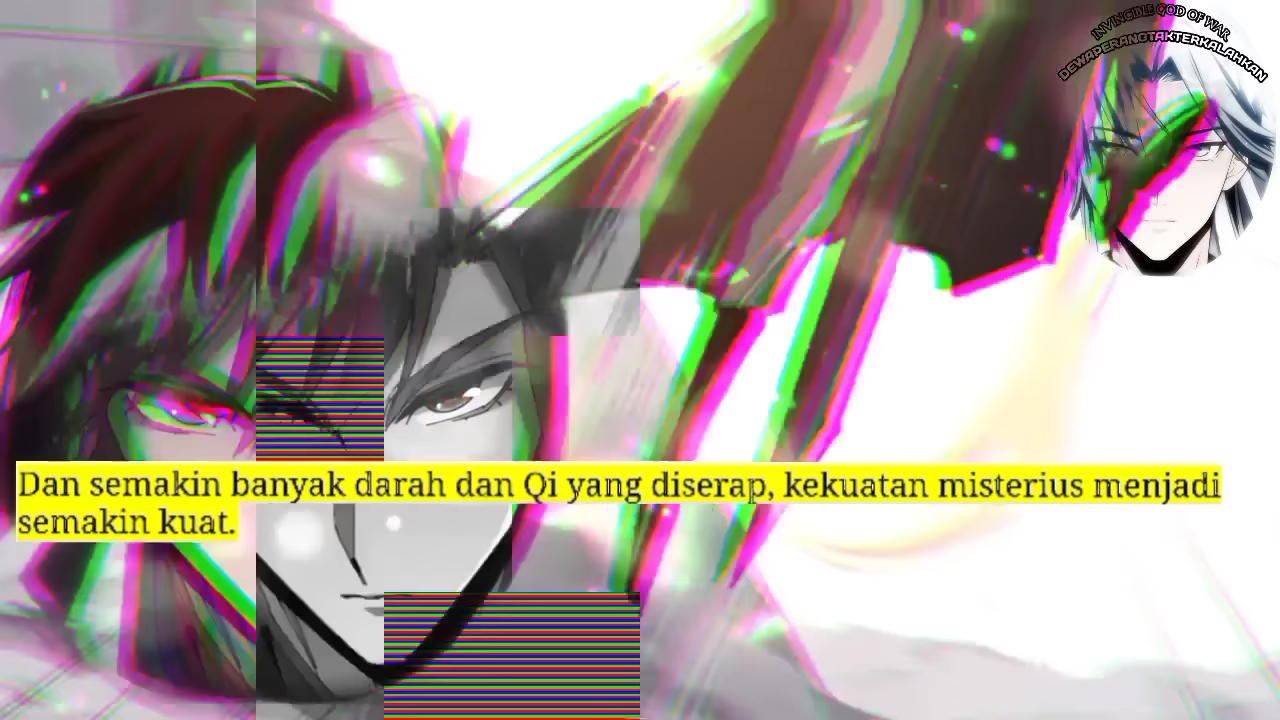 INVINCIBLE GOD OF WAR
DEWAPERANGTAKTERKALAHKAN
Dan semakin banyak darah dan Qi yang diserap, kekuatan misterius menjadi
semakin kuat.